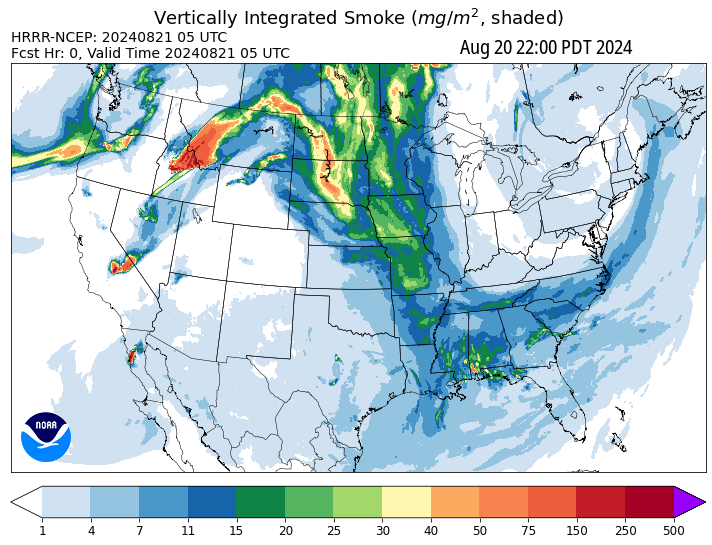 Vertically Integrated Smoke (mg/m², shaded)
HRRR-NCEP: 20240821 05 UTC
Fcst Hr: 0, Valid Time 20240821 05 UTC
Aug 20 22:00 PDT 2024
NOAA
1 4 7 11 15 20 25 30 40 50 75 150 250 500